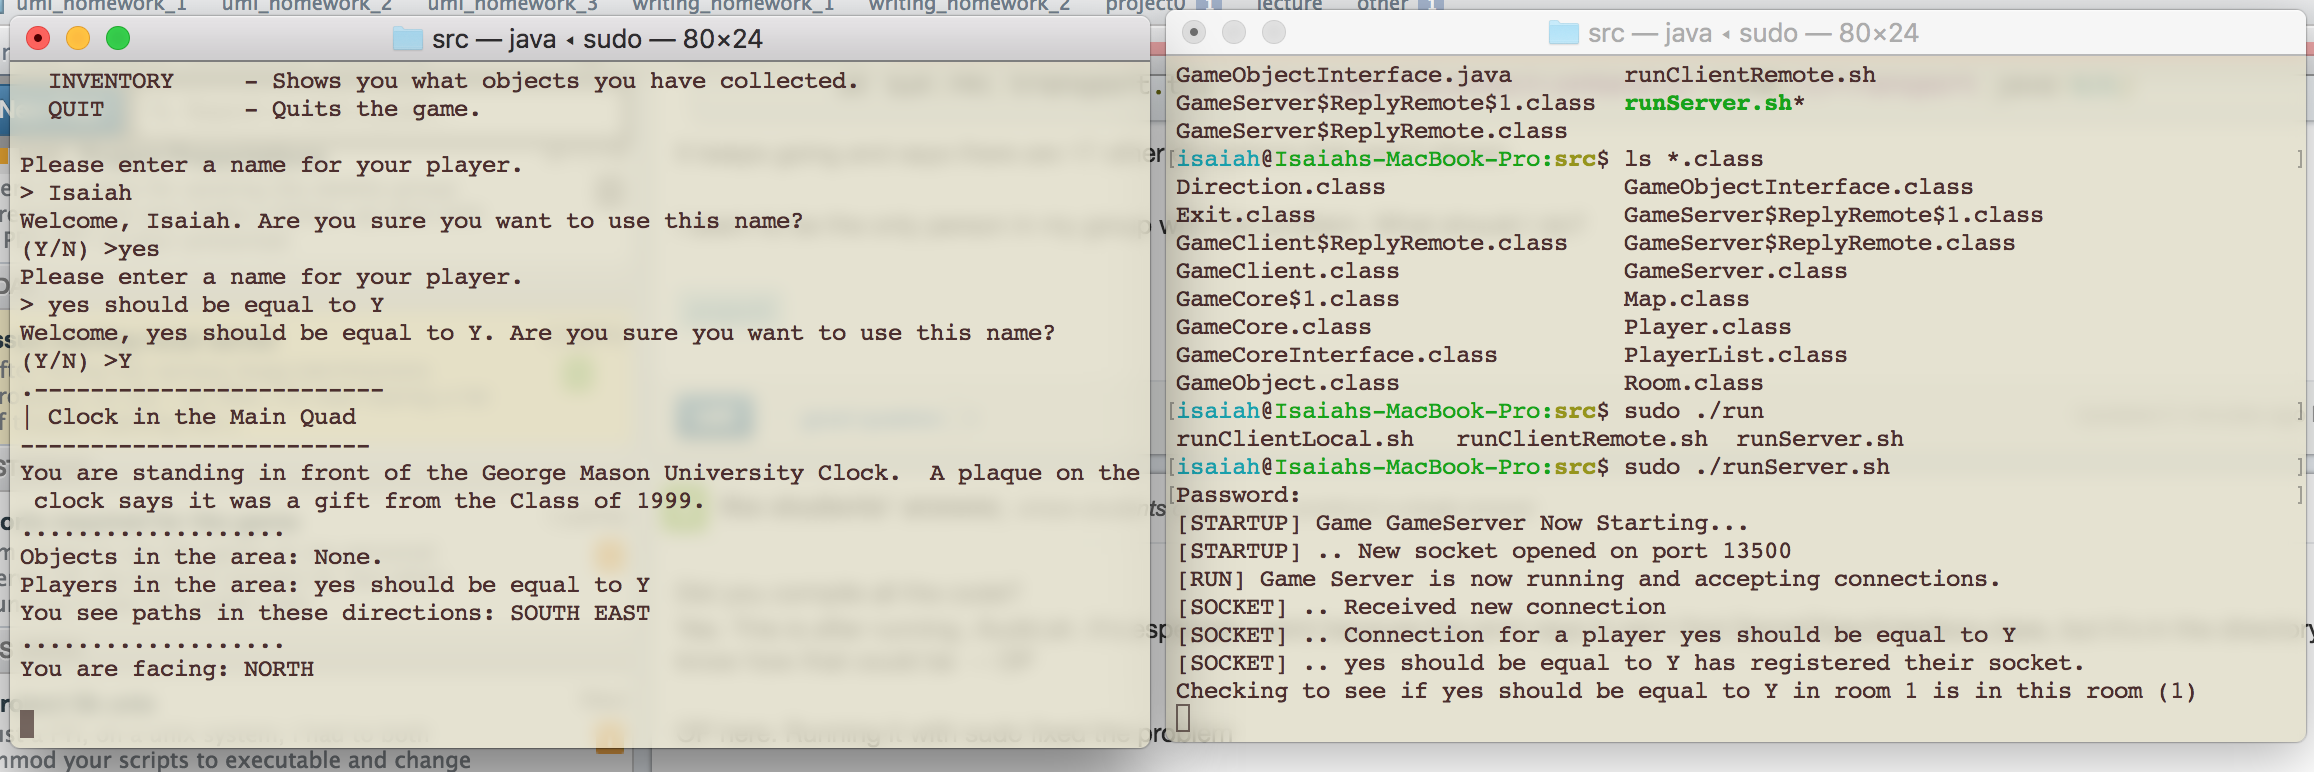 uml_homework_1 uml_homework_2 uml_homework_3 writing_homework_1 writing_homework_2 project0 lecture other
src — java ◂ sudo — 80×24
  INVENTORY     - Shows you what objects you have collected.
  QUIT          - Quits the game.
Please enter a name for your player.
> Isaiah
Welcome, Isaiah. Are you sure you want to use this name?
(Y/N) >yes
Please enter a name for your player.
> yes should be equal to Y
Welcome, yes should be equal to Y. Are you sure you want to use this name?
(Y/N) >Y
.-------------------------
| Clock in the Main Quad
-------------------------
You are standing in front of the George Mason University Clock.  A plaque on the
 clock says it was a gift from the Class of 1999.
...................
Objects in the area: None.
Players in the area: yes should be equal to Y
You see paths in these directions: SOUTH EAST
...................
You are facing: NORTH
nmod your scripts to executable and change
src — java ◂ sudo — 80×24
GameObjectInterface.java        runClientRemote.sh
GameServer$ReplyRemote$1.class  runServer.sh*
GameServer$ReplyRemote.class
[isaiah@Isaiahs-MacBook-Pro:src$ ls *.class ]
Direction.class                 GameObjectInterface.class
Exit.class                      GameServer$ReplyRemote$1.class
GameClient$ReplyRemote.class    GameServer$ReplyRemote.class
GameClient.class                GameServer.class
GameCore$1.class                Map.class
GameCore.class                  Player.class
GameCoreInterface.class         PlayerList.class
GameObject.class                Room.class
[isaiah@Isaiahs-MacBook-Pro:src$ sudo ./run ]
runClientLocal.sh   runClientRemote.sh  runServer.sh
[isaiah@Isaiahs-MacBook-Pro:src$ sudo ./runServer.sh ]
[Password: ]
[STARTUP] Game GameServer Now Starting...
[STARTUP] .. New socket opened on port 13500
[RUN] Game Server is now running and accepting connections.
[SOCKET] .. Received new connection
[SOCKET] .. Connection for a player yes should be equal to Y
[SOCKET] .. yes should be equal to Y has registered their socket.
Checking to see if yes should be equal to Y in room 1 is in this room (1)